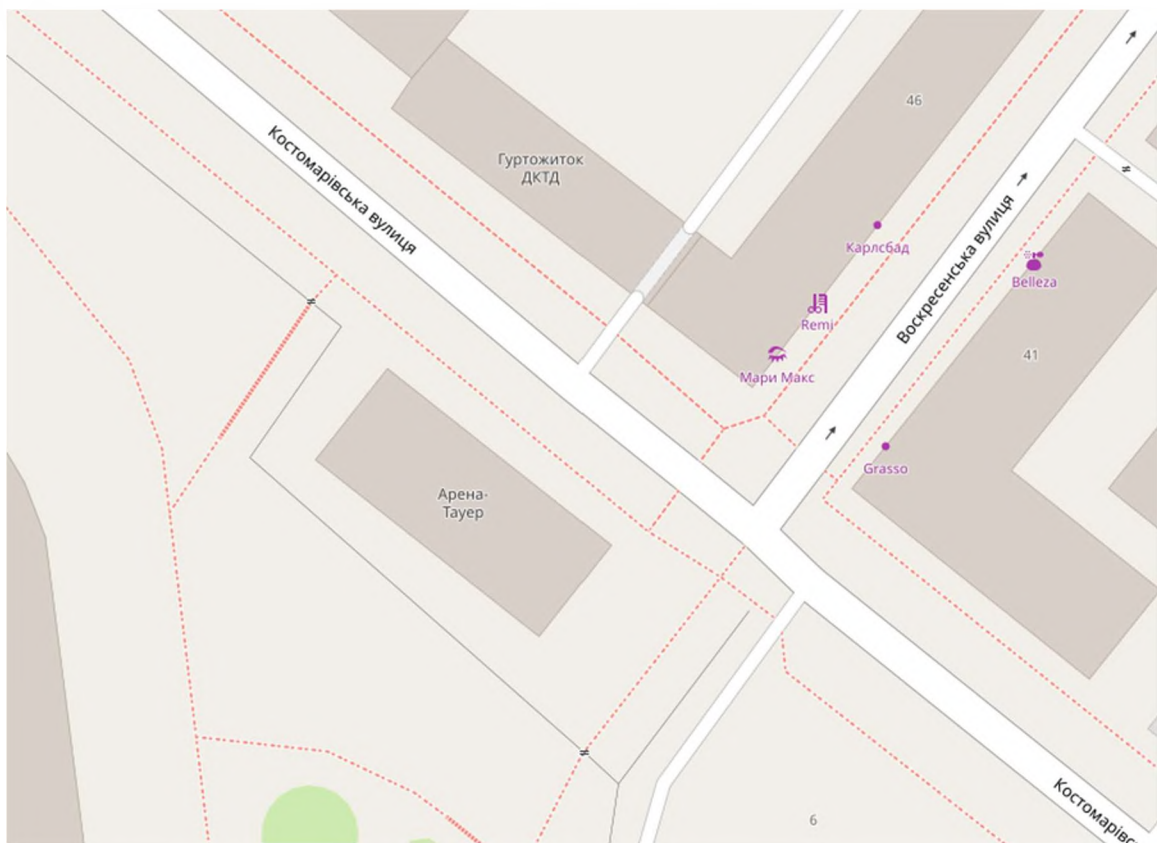 46
Костомарівська вулиця
Гуртожиток
ДКТД
Карлсбад
Воскресенська вулиця
Belleza
Remi
41
Мари Макс
Grasso
Арена-
Тауер
6
Костомарівс